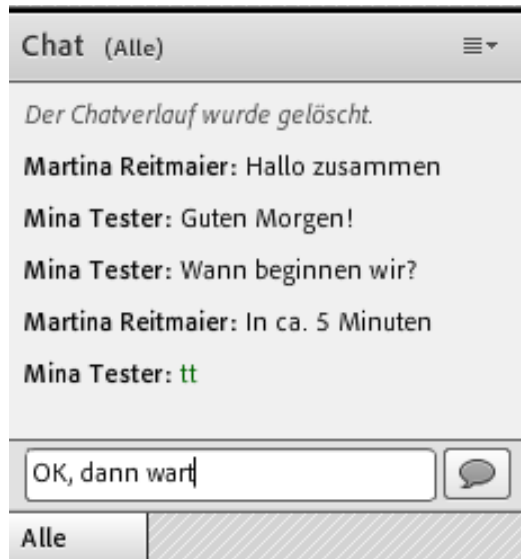 Chat (Alle)
Der Chatverlauf wurde gelöscht.
Martina Reitmaier: Hallo zusammen
Mina Tester: Guten Morgen!
Mina Tester: Wann beginnen wir?
Martina Reitmaier: In ca. 5 Minuten
Mina Tester: tt
OK, dann wart
Alle